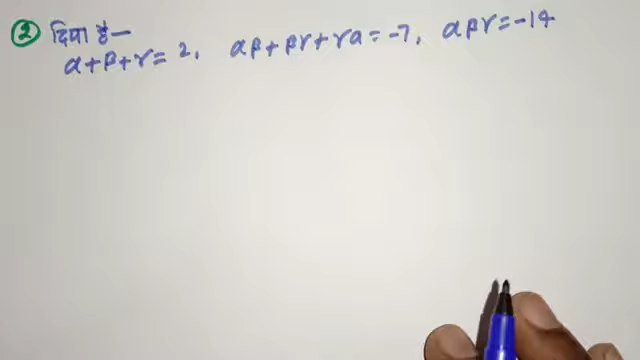 ② दिया है—
α+β+γ= 2, αβ+βγ+γα=-7, αβγ=-14